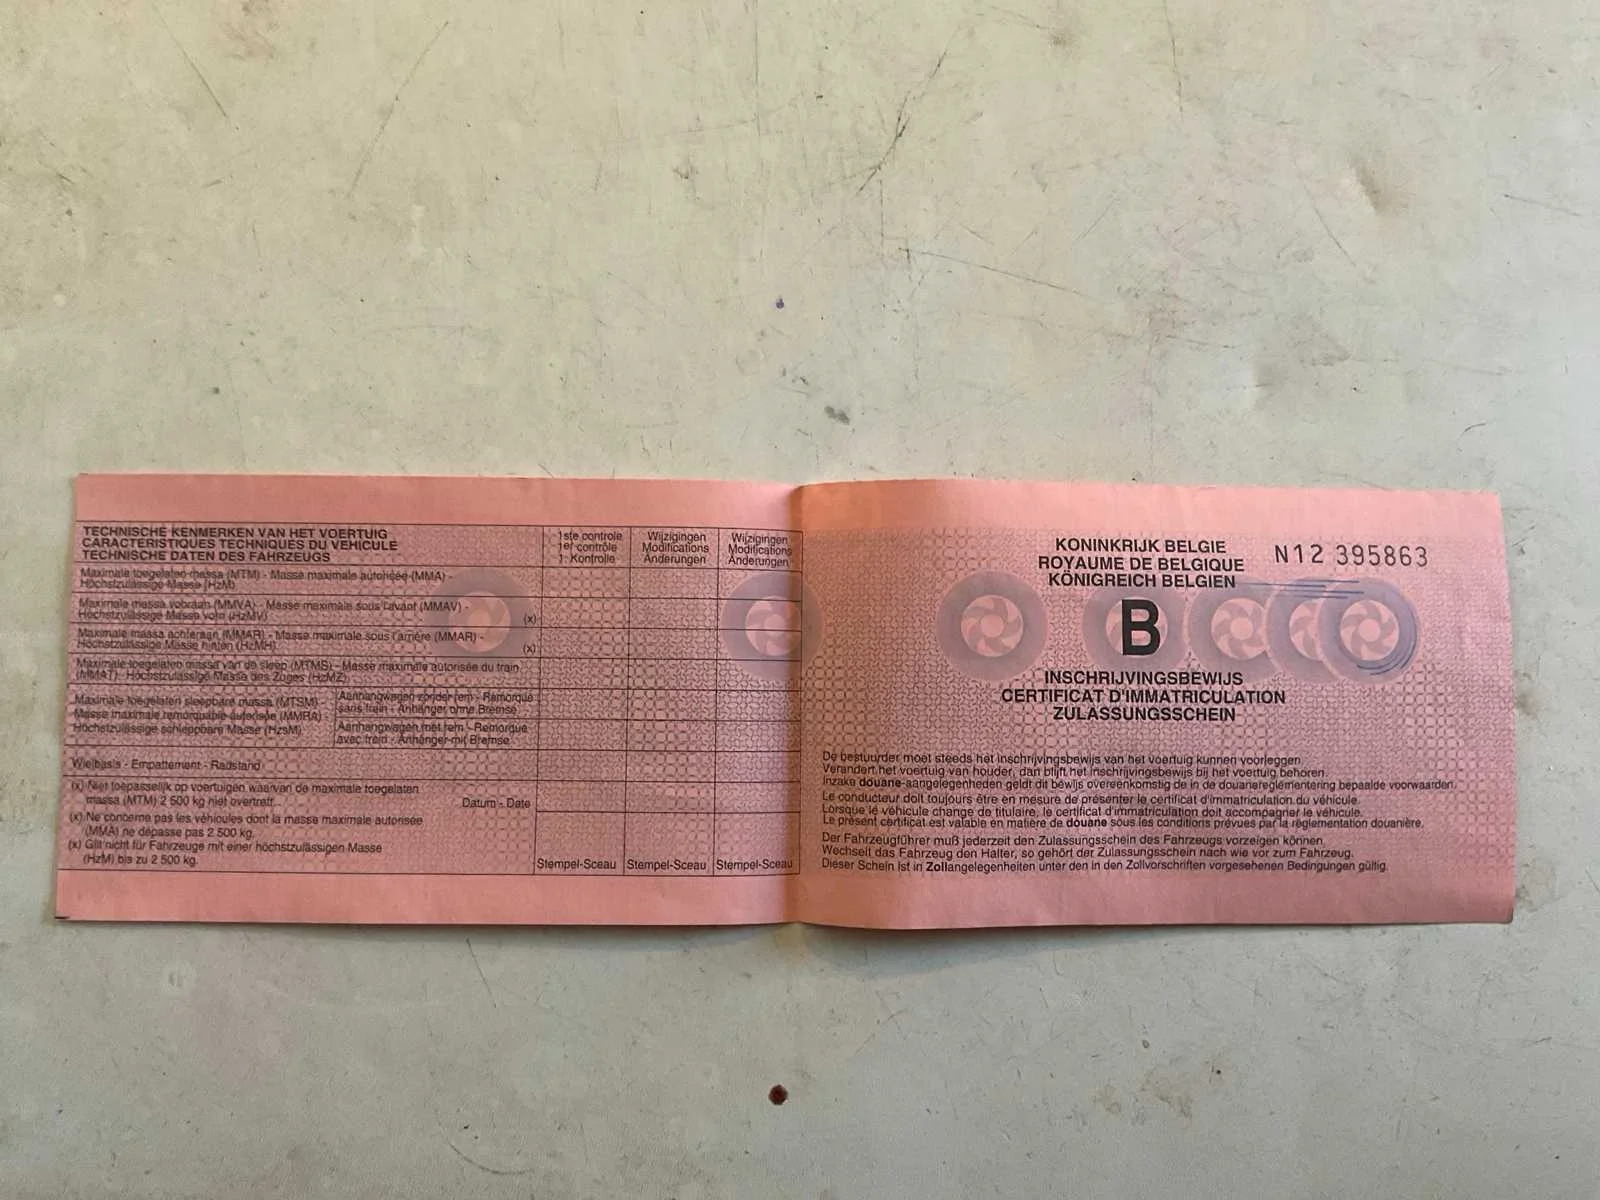 TECHNISCHE KENMERKEN VAN HET VOERTUIG
CARACTERISTIQUES TECHNIQUES DU VEHICULE
TECHNISCHE DATEN DES FAHRZEUGS
1ste controle
1er contrôle
1. Kontrolle
Wijzigingen
Modifications
Änderungen
Wijzigingen
Modifications
Änderungen
Maximale toegelaten massa (MTM) - Masse maximale autorisée (MMA) -
Höchstzulässige Masse (HzM)
Maximale massa vooraan (MMVA) - Masse maximale sous l'avant (MMAV) -
Höchstzulässige Masse vorn (HzMV) (x)
Maximale massa achteraan (MMAR) - Masse maximale sous l'arrière (MMAR) -
Höchstzulässige Masse hinten (HzMH) (x)
Maximale toegelaten massa van de sleep (MTMS) - Masse maximale autorisée du train
(MMAT) - Höchstzulässige Masse des Zuges (HzMZ)
Maximale toegelaten sleepbare massa (MTSM)
Masse maximale remorquable autorisée (MMRA) -
Höchstzulässige schleppbare Masse (HzsM)
Aanhangwagen zonder rem - Remorque
sans frein - Anhänger ohne Bremse
Aanhangwagen met rem - Remorque
avec frein - Anhänger mit Bremse
Wielbasis - Empattement - Radstand
(x) Niet toepasselijk op voertuigen waarvan de maximale toegelaten
massa (MTM) 2 500 kg niet overtreft.
(x) Ne concerne pas les véhicules dont la masse maximale autorisée
(MMA) ne dépasse pas 2 500 kg.
(x) Gilt nicht für Fahrzeuge mit einer höchstzulässigen Masse
(HzM) bis zu 2 500 kg.
Datum - Date
Stempel-Sceau
Stempel-Sceau
Stempel-Sceau
KONINKRIJK BELGIE
ROYAUME DE BELGIQUE
KÖNIGREICH BELGIEN
N12 395863
B
INSCHRIJVINGSBEWIJS
CERTIFICAT D'IMMATRICULATION
ZULASSUNGSSCHEIN
De bestuurder moet steeds het inschrijvingsbewijs van het voertuig kunnen voorleggen.
Verandert het voertuig van houder, dan blijft het inschrijvingsbewijs bij het voertuig behoren.
Inzake douane-aangelegenheden geldt dit bewijs overeenkomstig de in de douanereglementering bepaalde voorwaarden.
Le conducteur doit toujours être en mesure de présenter le certificat d'immatriculation du véhicule.
Lorsque le véhicule change de titulaire, le certificat d'immatriculation doit accompagner le véhicule.
Le présent certificat est valable en matière de douane sous les conditions prévues par la réglementation douanière.
Der Fahrzeugführer muß jederzeit den Zulassungsschein des Fahrzeugs vorzeigen können.
Wechselt das Fahrzeug den Halter, so gehört der Zulassungsschein nach wie vor zum Fahrzeug.
Dieser Schein ist in Zollangelegenheiten unter den in den Zollvorschriften vorgesehenen Bedingungen gültig.